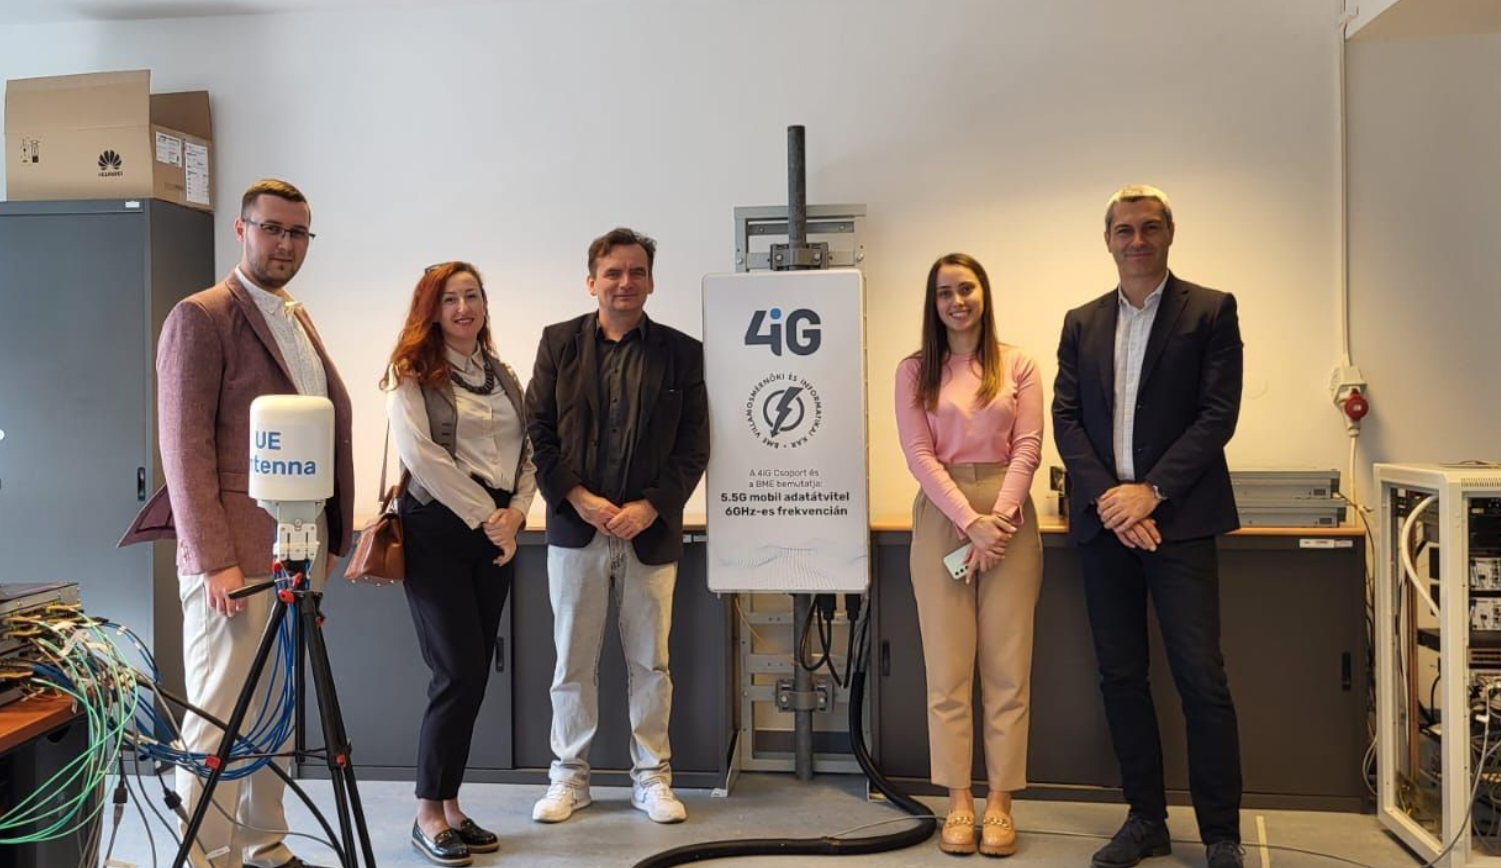 HUAWEI
UE
tenna
4iG
BME VILLAMOSMÉRNÖKI ÉS INFORMATIKAI KAR
A 4iG Csoport és
a BME bemutatja:
5.5G mobil adatátvitel
6GHz-es frekvencián